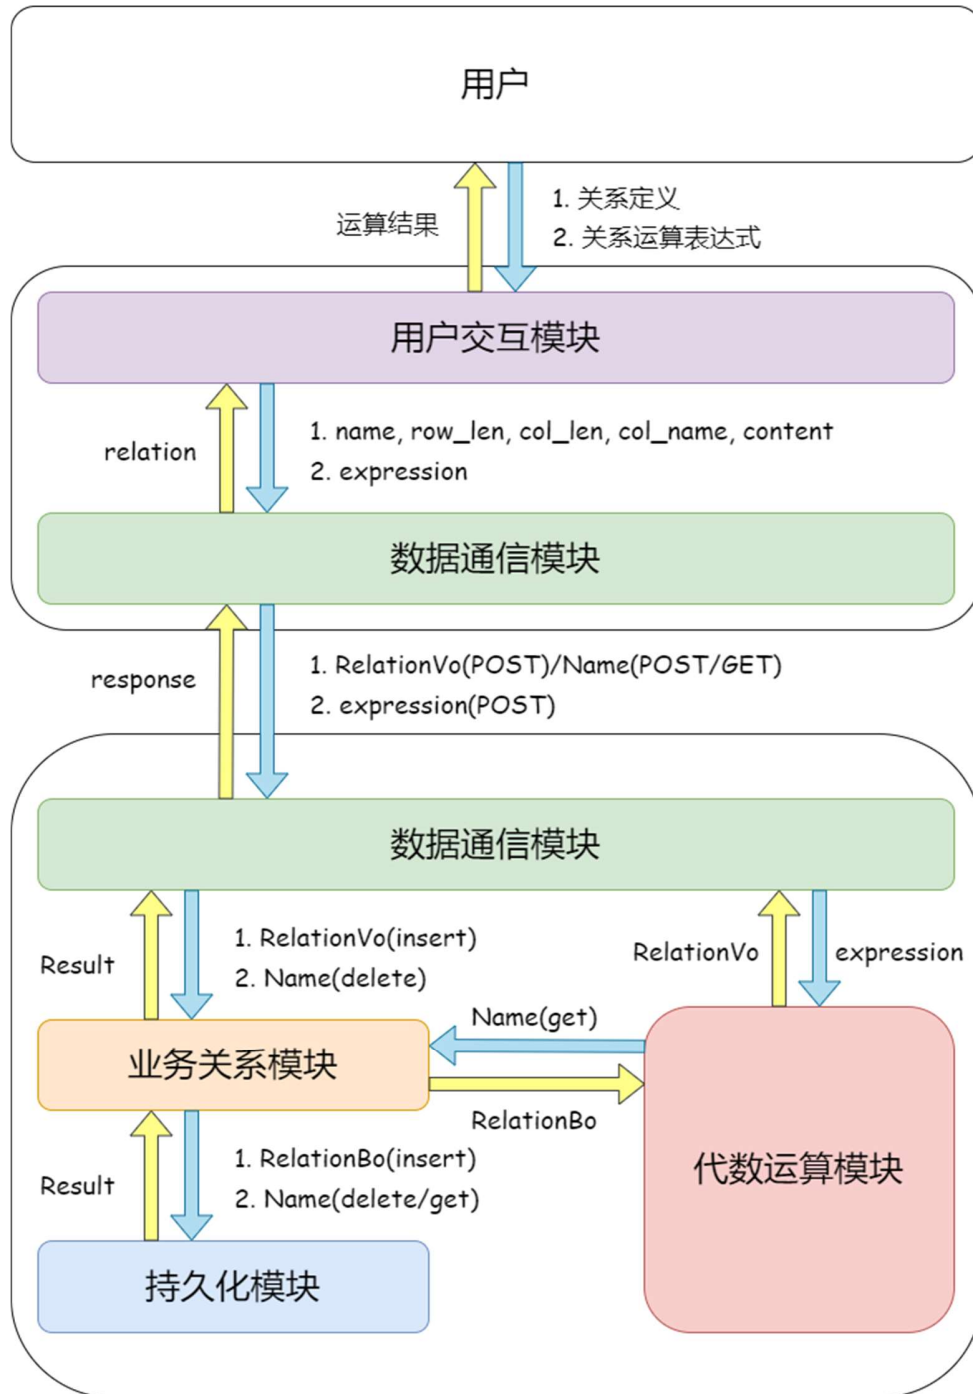 用户
运算结果
1. 关系定义
2. 关系运算表达式
用户交互模块
relation
1. name, row_len, col_len, col_name, content
2. expression
数据通信模块
response
1. RelationVo(POST)/Name(POST/GET)
2. expression(POST)
数据通信模块
Result
1. RelationVo(insert)
2. Name(delete)
RelationVo
expression
Name(get)
业务关系模块
RelationBo
代数运算模块
Result
1. RelationBo(insert)
2. Name(delete/get)
持久化模块